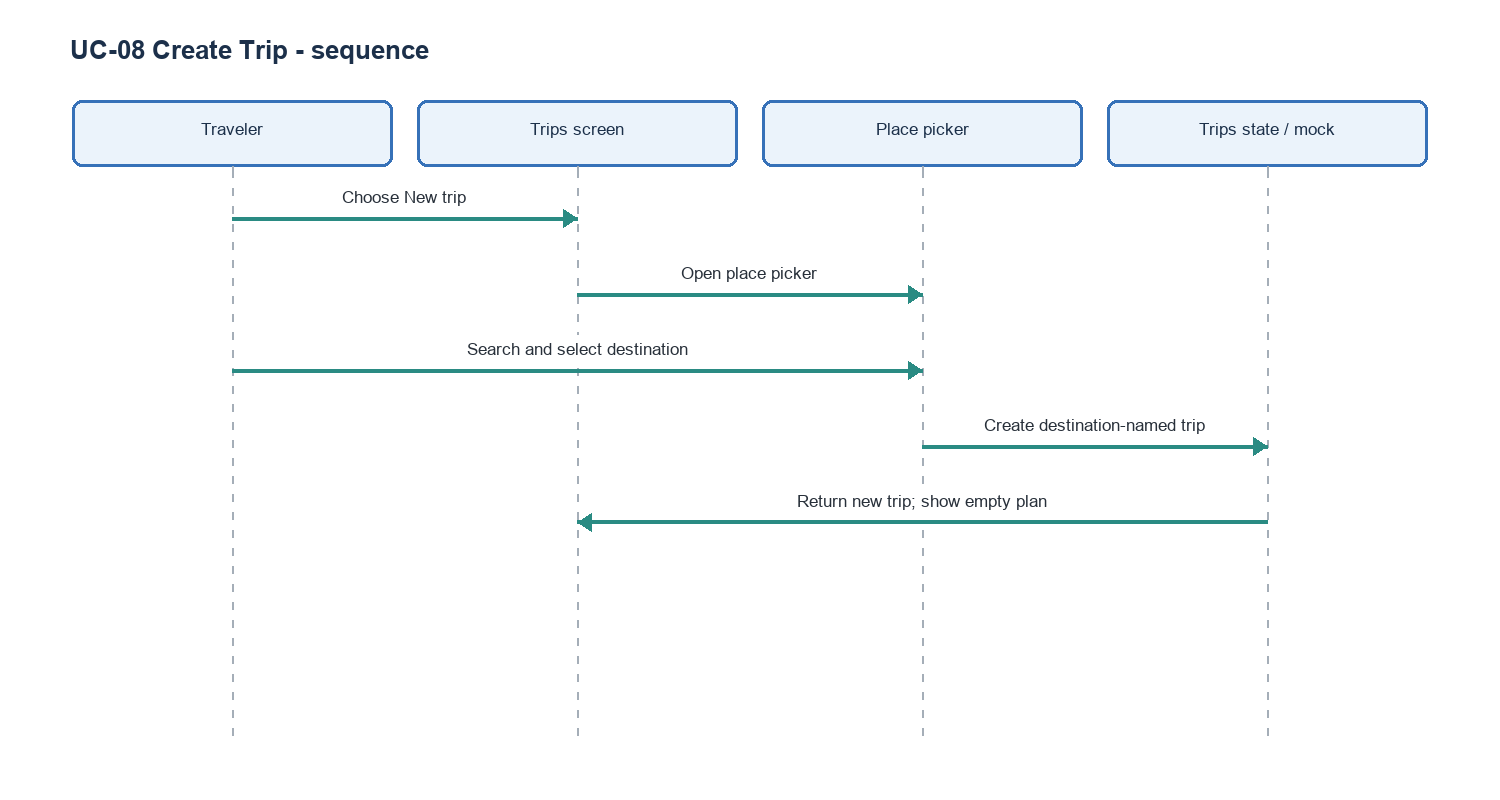 UC-08 Create Trip - sequence
Traveler
Trips screen
Place picker
Trips state / mock
Choose New trip
Open place picker
Search and select destination
Create destination-named trip
Return new trip; show empty plan